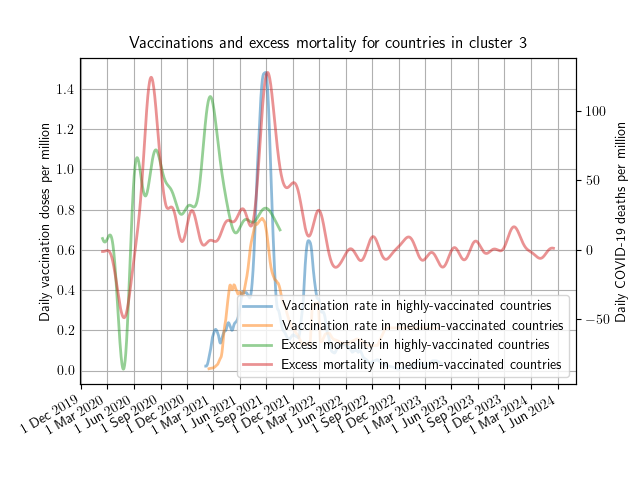 Vaccinations and excess mortality for countries in cluster 3
Daily vaccination doses per million
1.4
1.2
1.0
0.8
0.6
0.4
0.2
0.0
100
50
0
−50
Daily COVID-19 deaths per million
Vaccination rate in highly-vaccinated countries
Vaccination rate in medium-vaccinated countries
Excess mortality in highly-vaccinated countries
Excess mortality in medium-vaccinated countries
1 Dec 2019
1 Mar 2020
1 Jun 2020
1 Sep 2020
1 Dec 2020
1 Mar 2021
1 Jun 2021
1 Sep 2021
1 Dec 2021
1 Mar 2022
1 Jun 2022
1 Sep 2022
1 Dec 2022
1 Mar 2023
1 Jun 2023
1 Sep 2023
1 Dec 2023
1 Mar 2024
1 Jun 2024